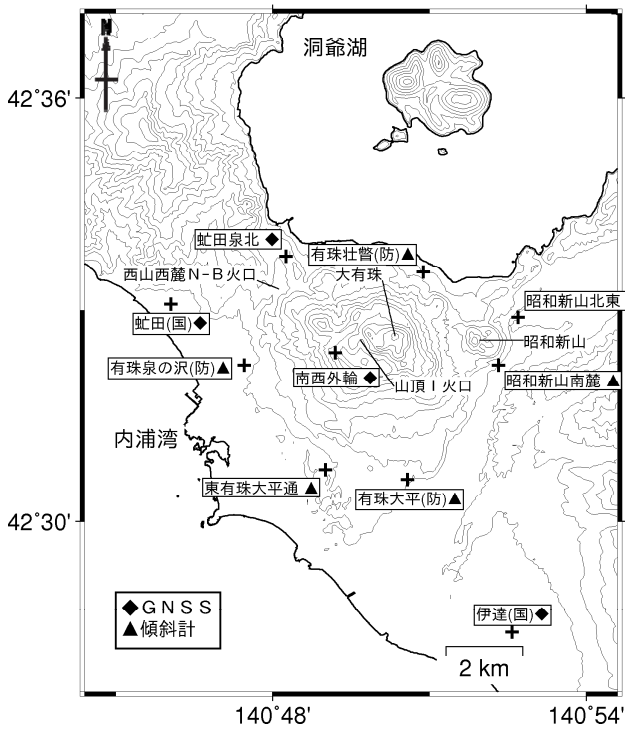 N
洞爺湖
42˚36'
虻田泉北◆
有珠壮瞥(防)▲
大有珠
西山西麓N-B火口
昭和新山北東
虻田(国)◆
昭和新山
有珠泉の沢(防)▲
南西外輪◆
山頂I火口
昭和新山南麓▲
内浦湾
東有珠大平通▲
有珠大平(防)▲
42˚30'
◆GNSS
▲傾斜計
伊達(国)◆
2 km
140˚48'
140˚54'